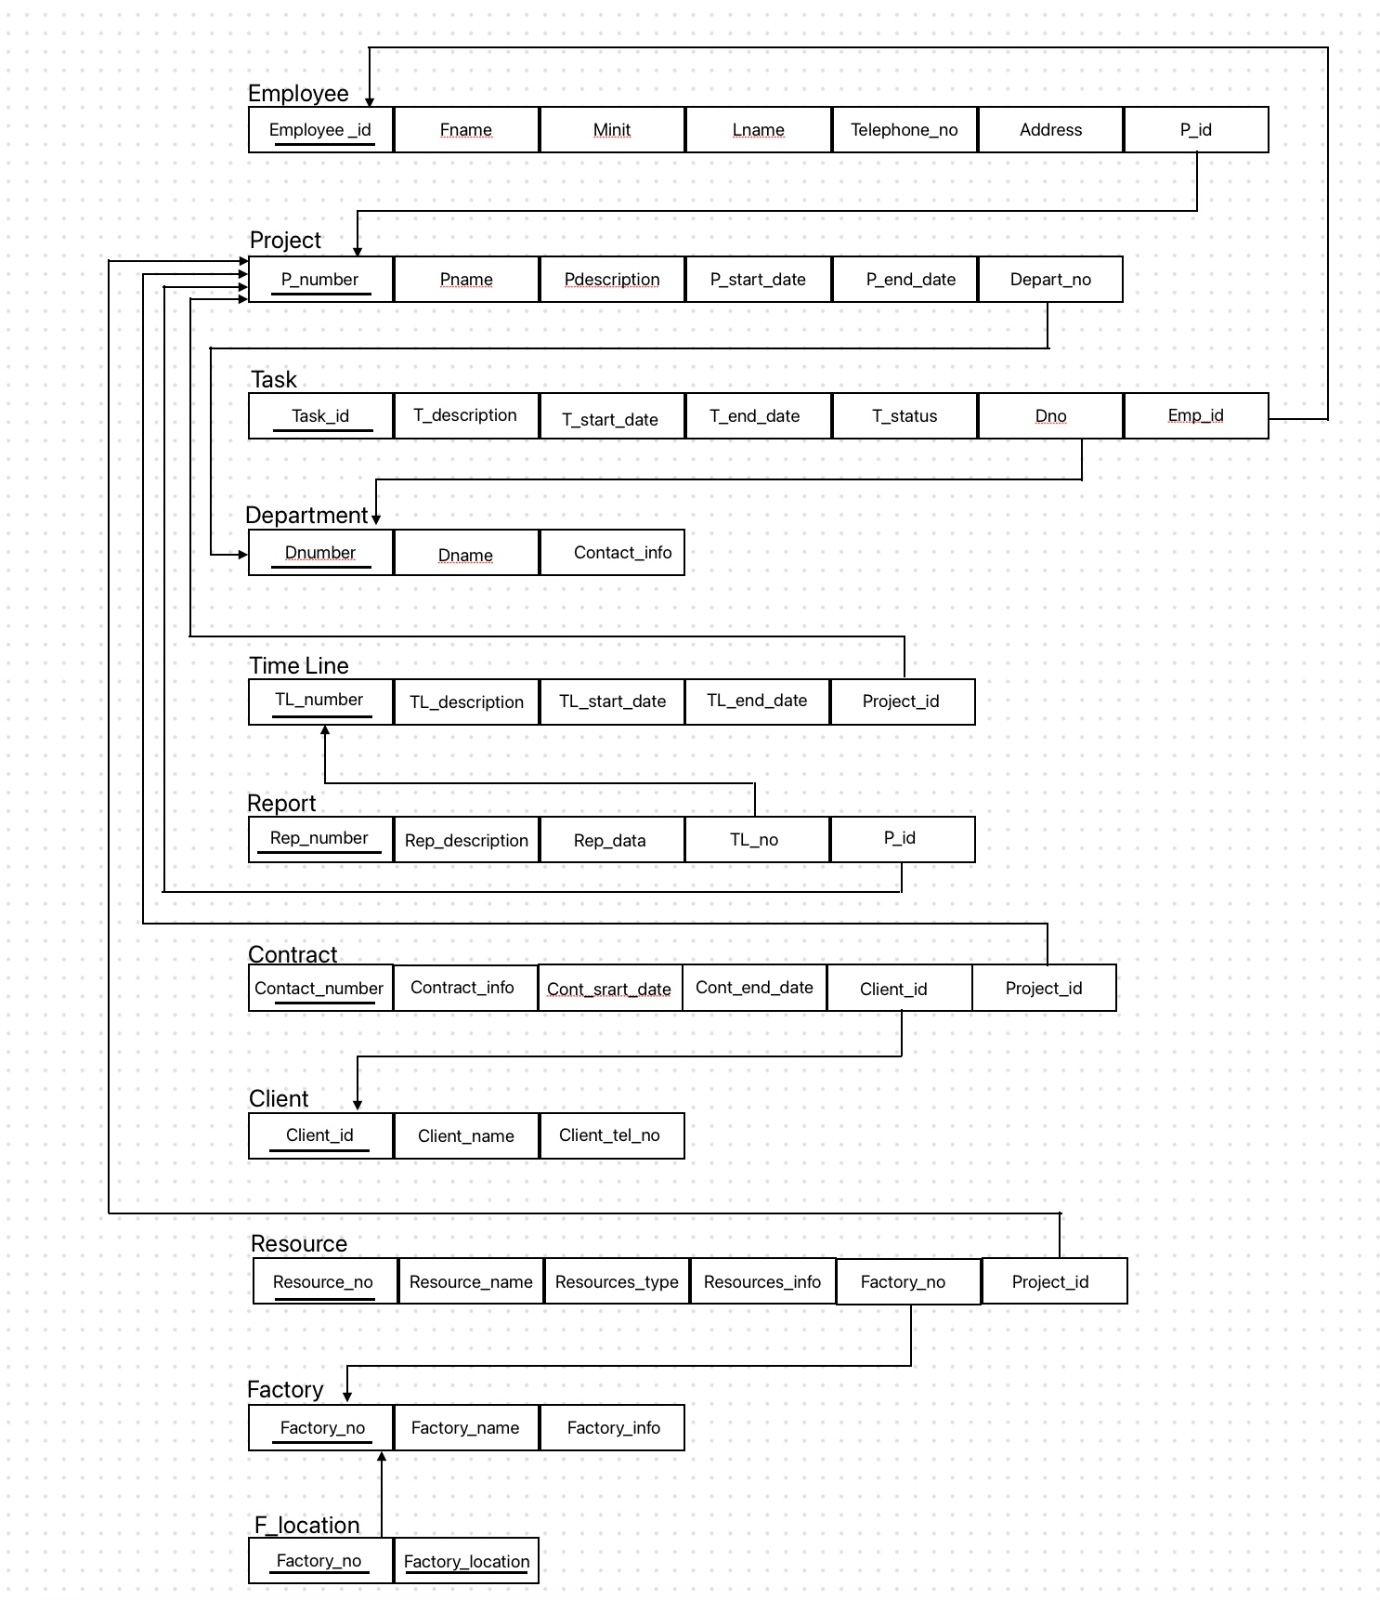 Employee
Employee _id Fname Minit Lname Telephone_no Address P_id
Project
P_number Pname Pdescription P_start_date P_end_date Depart_no
Task
Task_id T_description T_start_date T_end_date T_status Dno Emp_id
Department
Dnumber Dname Contact_info
Time Line
TL_number TL_description TL_start_date TL_end_date Project_id
Report
Rep_number Rep_description Rep_data TL_no P_id
Contract
Contact_number Contract_info Cont_srart_date Cont_end_date Client_id Project_id
Client
Client_id Client_name Client_tel_no
Resource
Resource_no Resource_name Resources_type Resources_info Factory_no Project_id
Factory
Factory_no Factory_name Factory_info
F_location
Factory_no Factory_location